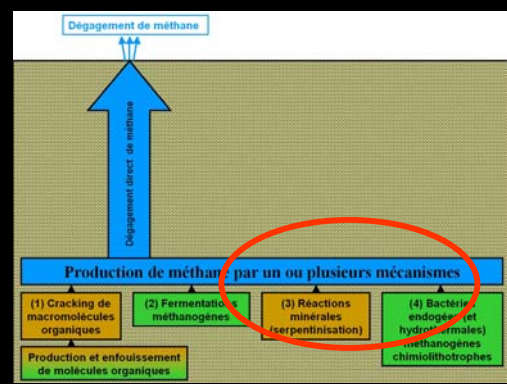 Dégagement de méthane
Dégagement direct de méthane
Production de méthane par un ou plusieurs mécanismes
(1) Cracking de
macromolécules
organiques
(2) Fermentations
méthanogènes
(3) Réactions
minérales
(serpentinisation)
(4) Bactéries
endogées (et
hydrothermales)
méthanogènes
chimiolithotrophes
Production et enfouissement
de molécules organiques